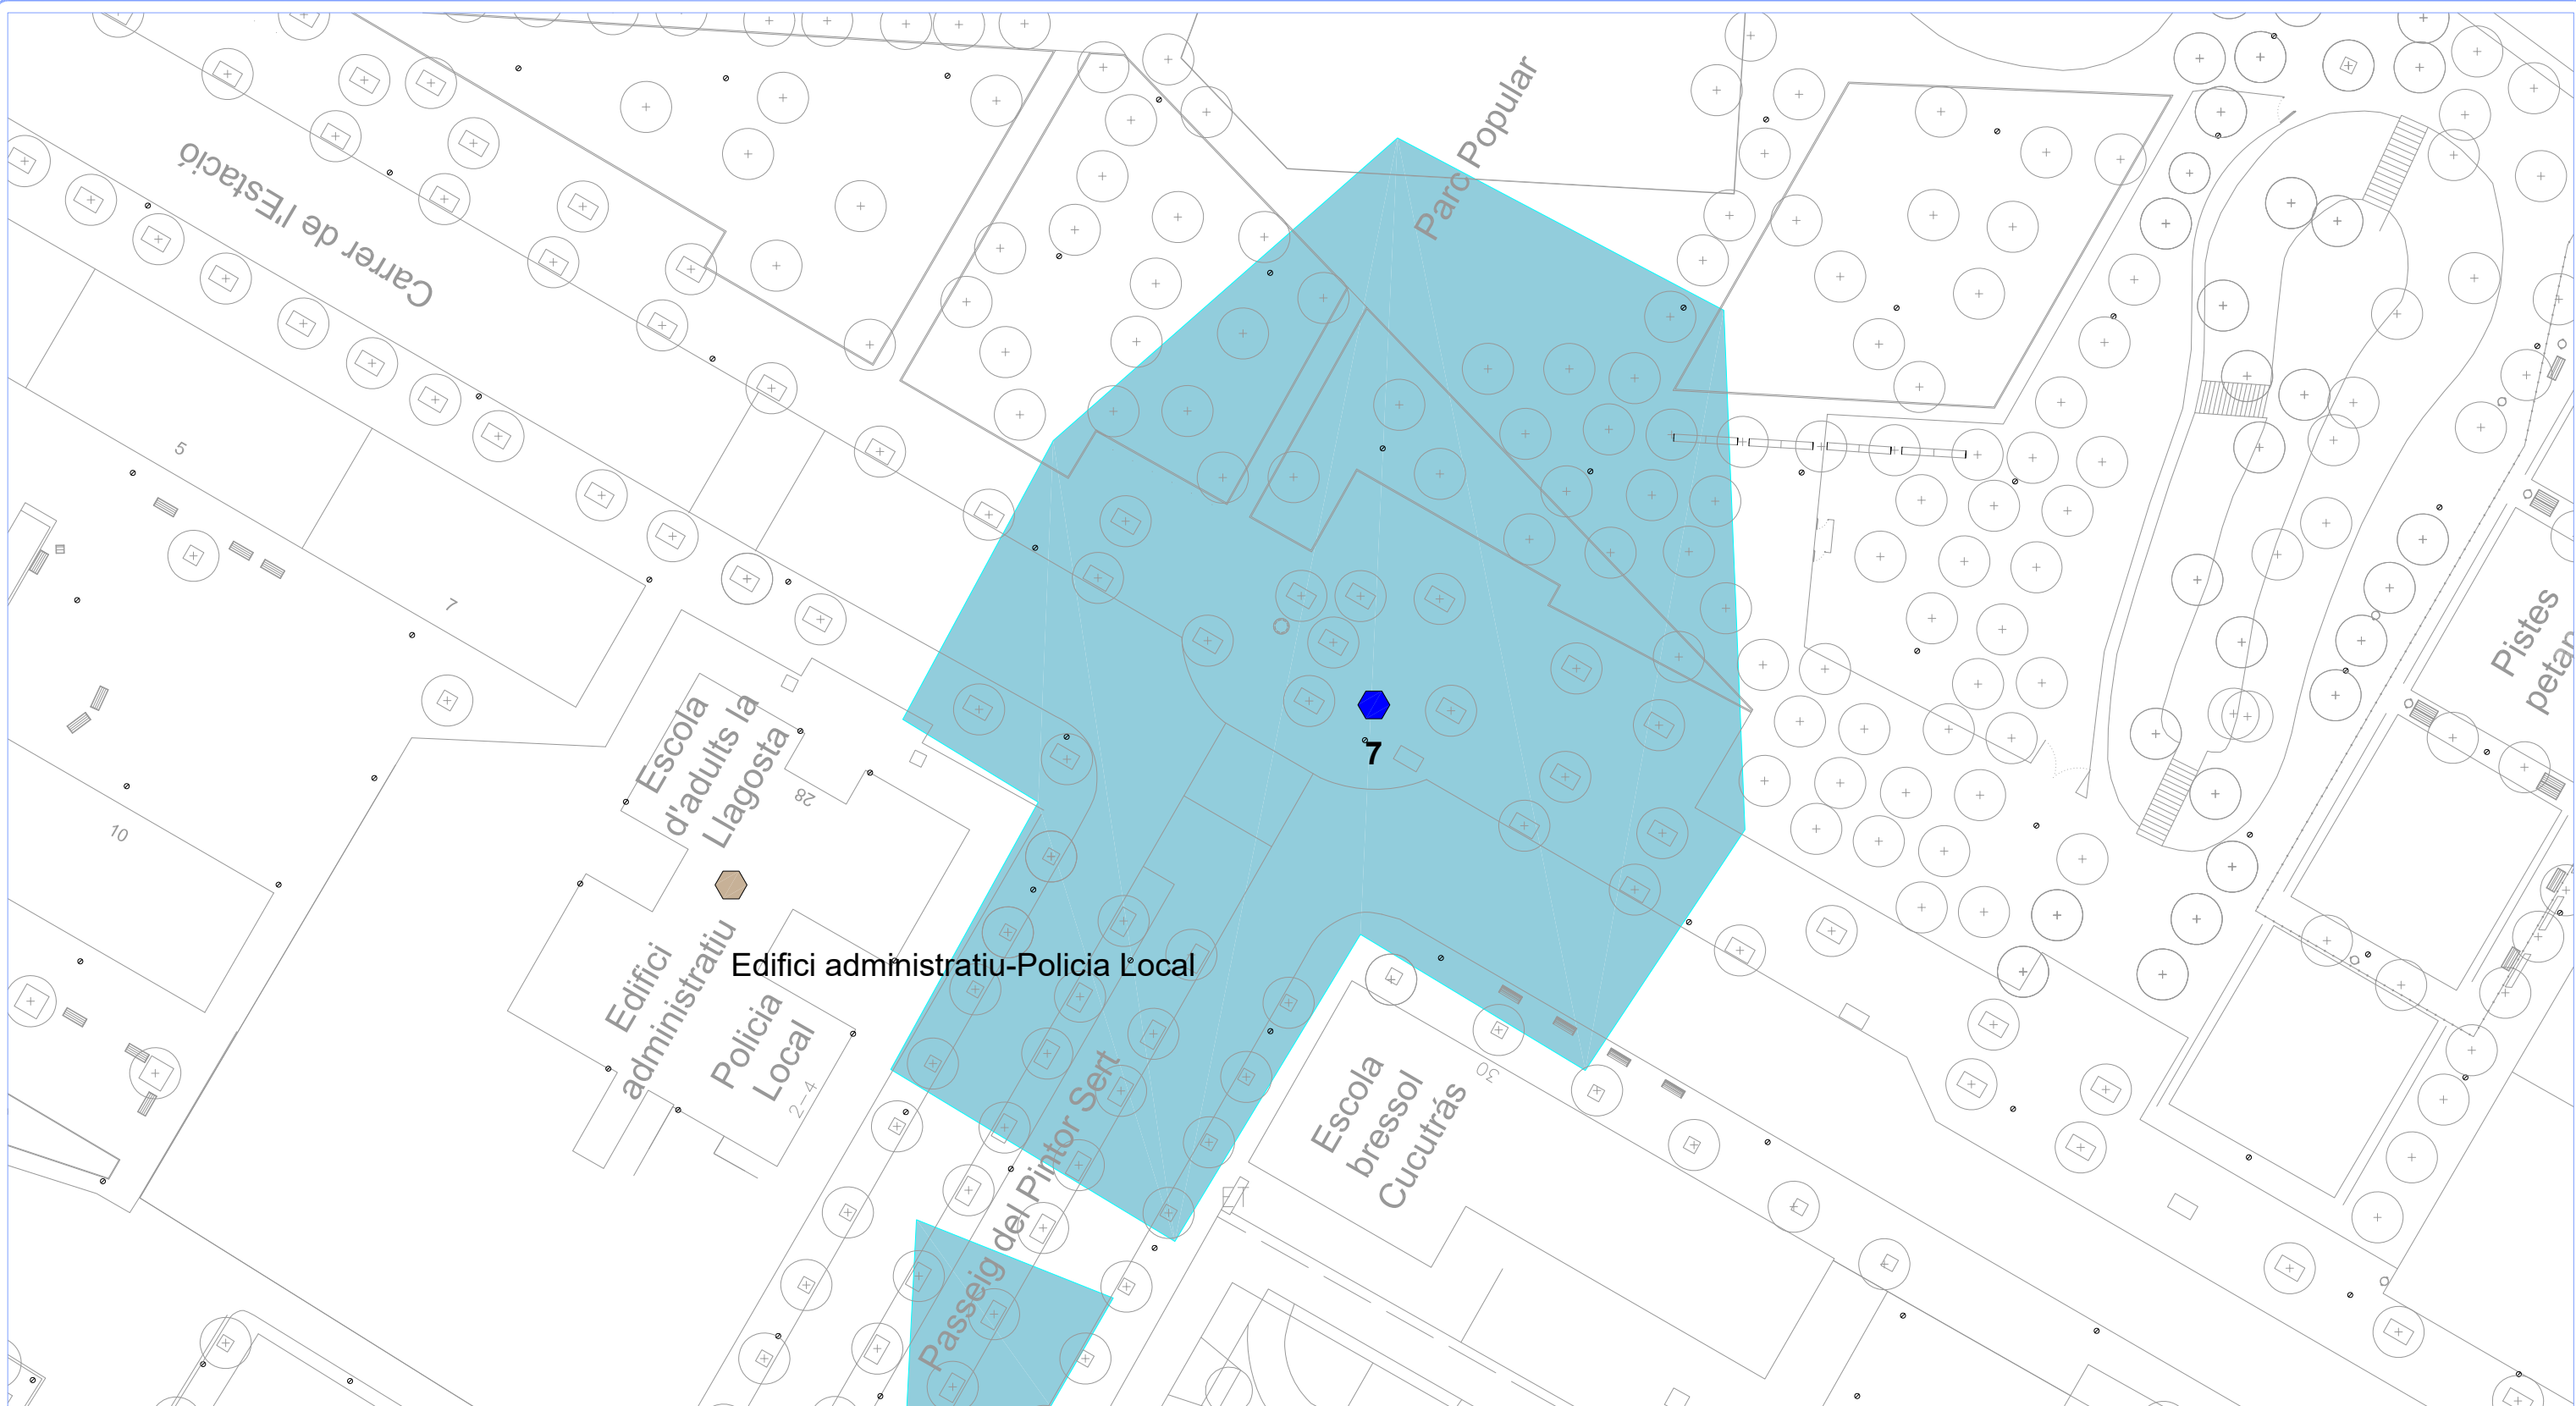 Parc Popular
Carrer de l'Estació
5
7
10
Escola
d'adults la
Llagosta
28
7
Pistes
Edifici
administratiu
Edifici administratiu-Policia Local
Policia
Local
2-4
Passeig del Pintor Sert
Escola
bressol
Cucutrás
30